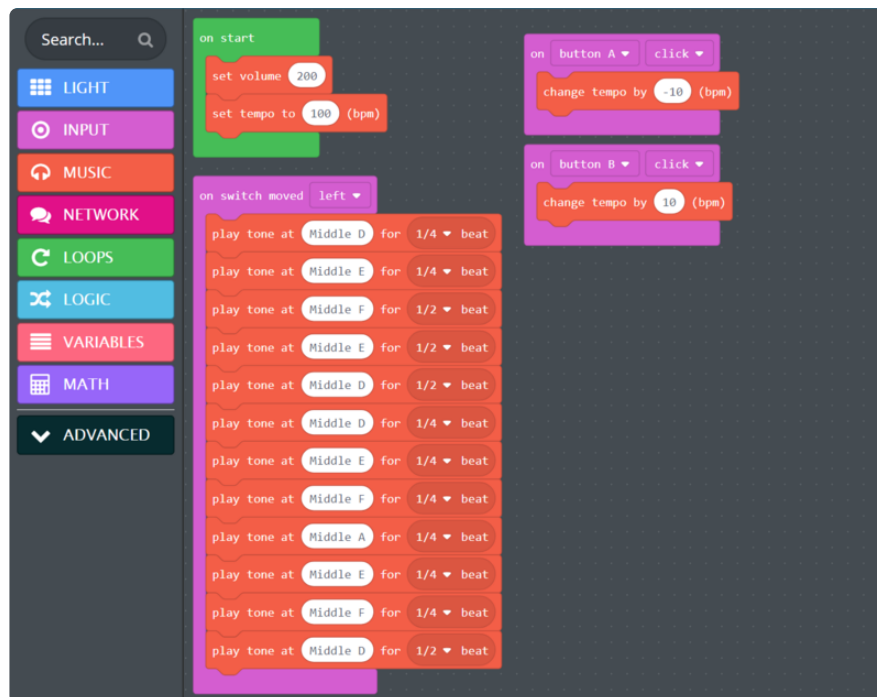 Search...
LIGHT
INPUT
MUSIC
NETWORK
LOOPS
LOGIC
VARIABLES
MATH
ADVANCED
on start
set volume 200
set tempo to 100 (bpm)
on switch moved left
play tone at Middle D for 1/4 beat
play tone at Middle E for 1/4 beat
play tone at Middle F for 1/2 beat
play tone at Middle E for 1/2 beat
play tone at Middle D for 1/2 beat
play tone at Middle D for 1/4 beat
play tone at Middle E for 1/4 beat
play tone at Middle F for 1/4 beat
play tone at Middle A for 1/4 beat
play tone at Middle E for 1/4 beat
play tone at Middle F for 1/4 beat
play tone at Middle D for 1/2 beat
on button A click
change tempo by -10 (bpm)
on button B click
change tempo by 10 (bpm)